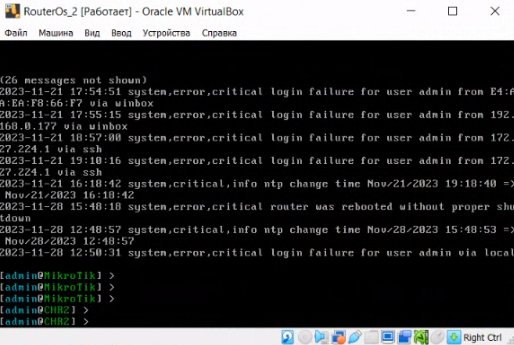 RouterOs_2 [Работает] - Oracle VM VirtualBox
Файл Машина Вид Ввод Устройства Справка
(26 messages not shown)
2023-11-21 17:54:51 system,error,critical login failure for user admin from E4:A
A:EA:F8:66:F7 via winbox
2023-11-21 17:55:15 system,error,critical login failure for user admin from 192.
168.0.177 via winbox
2023-11-21 18:57:00 system,error,critical login failure for user admin from 172.
27.224.1 via ssh
2023-11-21 19:10:16 system,error,critical login failure for user admin from 172.
27.224.1 via ssh
2023-11-21 16:18:42 system,critical,info ntp change time Nov/21/2023 19:18:40 =>
Nov/21/2023 16:18:42
2023-11-28 15:48:18 system,error,critical router was rebooted without proper shu
tdown
2023-11-28 12:48:57 system,critical,info ntp change time Nov/28/2023 15:48:53 =>
Nov/28/2023 12:48:57
2023-11-28 12:50:31 system,error,critical login failure for user admin via local
[admin@MikroTik] >
[admin@MikroTik] >
[admin@MikroTik] >
[admin@CHR2] >
[admin@CHR2] >
Right Ctrl